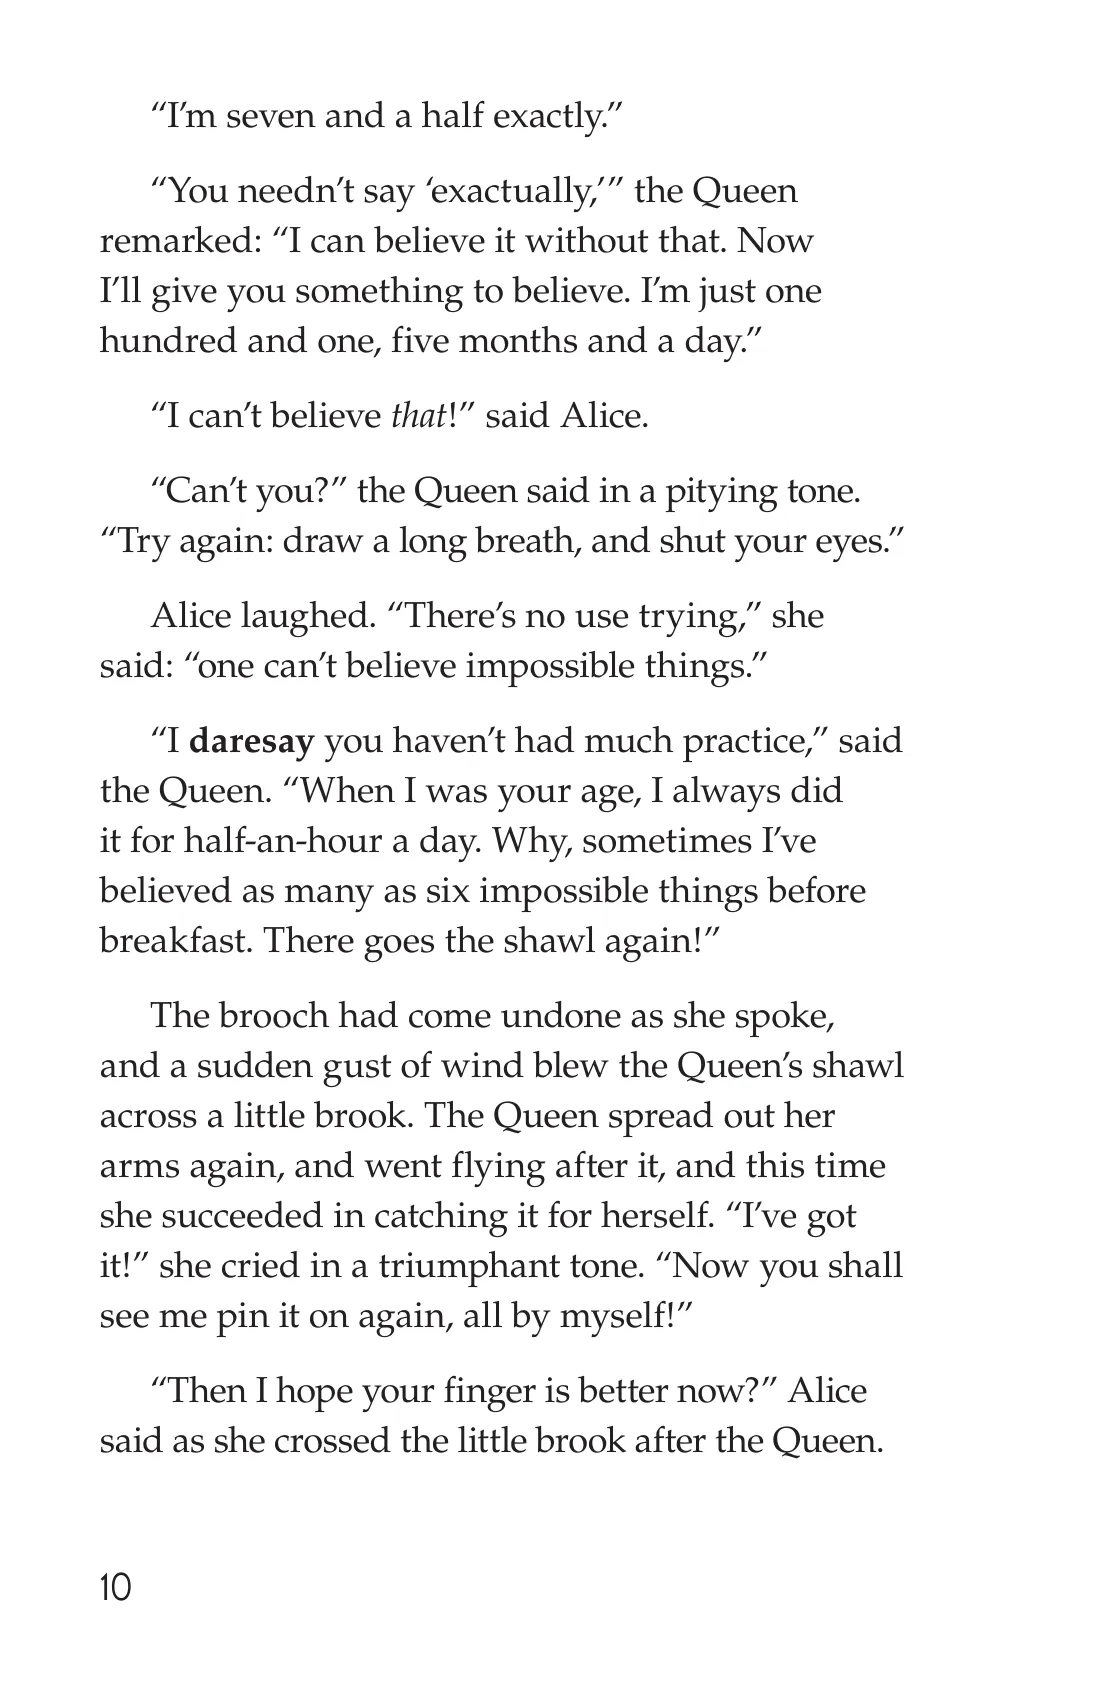 “I’m seven and a half exactly.”
“You needn’t say ‘exactually,’” the Queen
remarked: “I can believe it without that. Now
I’ll give you something to believe. I’m just one
hundred and one, five months and a day.”
“I can’t believe that!” said Alice.
“Can’t you?” the Queen said in a pitying tone.
“Try again: draw a long breath, and shut your eyes.”
Alice laughed. “There’s no use trying,” she
said: “one can’t believe impossible things.”
“I daresay you haven’t had much practice,” said
the Queen. “When I was your age, I always did
it for half-an-hour a day. Why, sometimes I’ve
believed as many as six impossible things before
breakfast. There goes the shawl again!”
The brooch had come undone as she spoke,
and a sudden gust of wind blew the Queen’s shawl
across a little brook. The Queen spread out her
arms again, and went flying after it, and this time
she succeeded in catching it for herself. “I’ve got
it!” she cried in a triumphant tone. “Now you shall
see me pin it on again, all by myself!”
“Then I hope your finger is better now?” Alice
said as she crossed the little brook after the Queen.
10